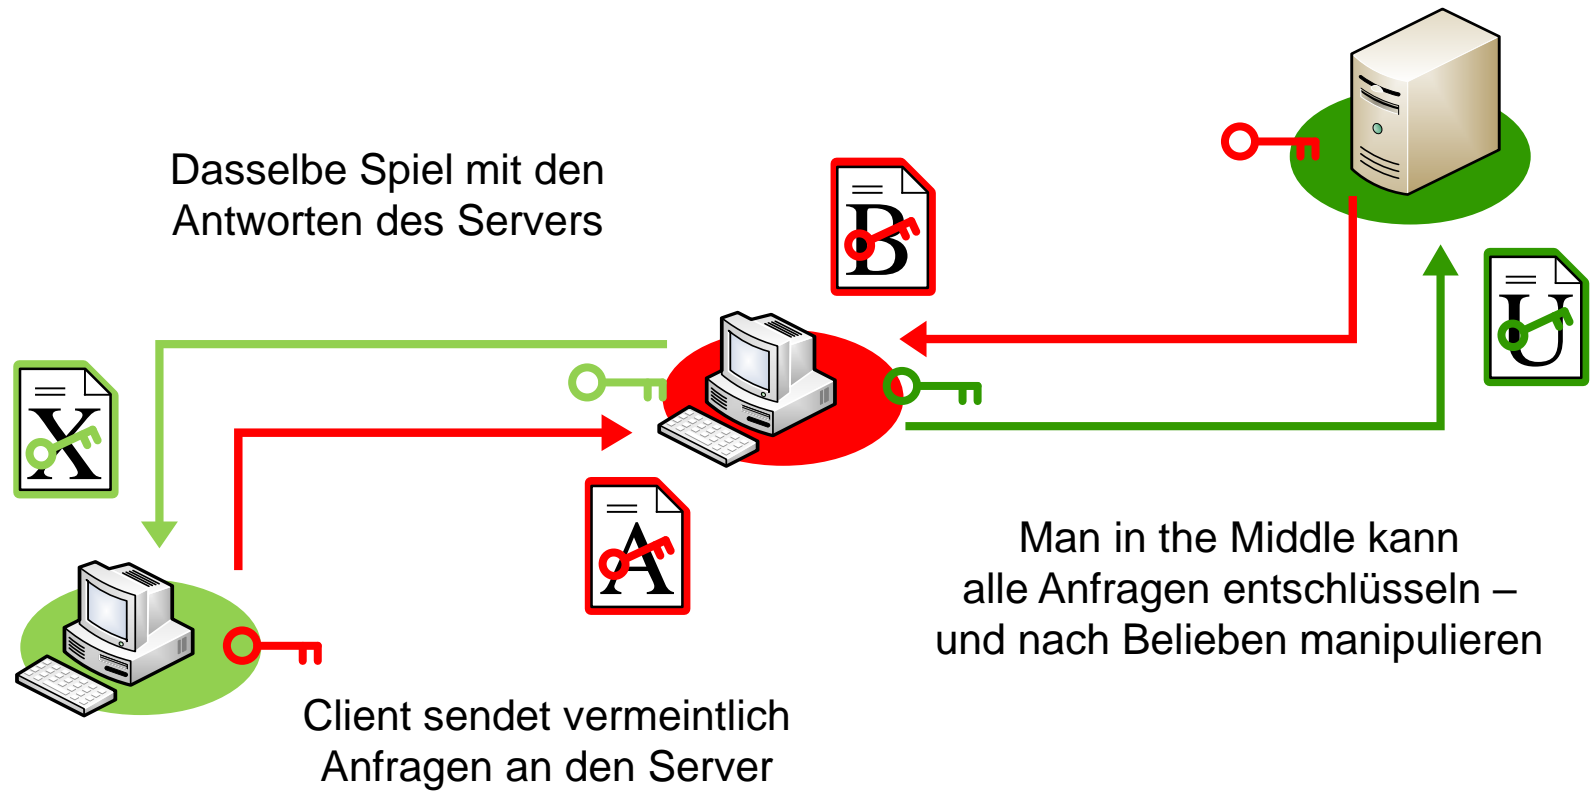 Dasselbe Spiel mit den
Antworten des Servers
B
U
X
A
Man in the Middle kann
alle Anfragen entschlüsseln –
und nach Belieben manipulieren
Client sendet vermeintlich
Anfragen an den Server